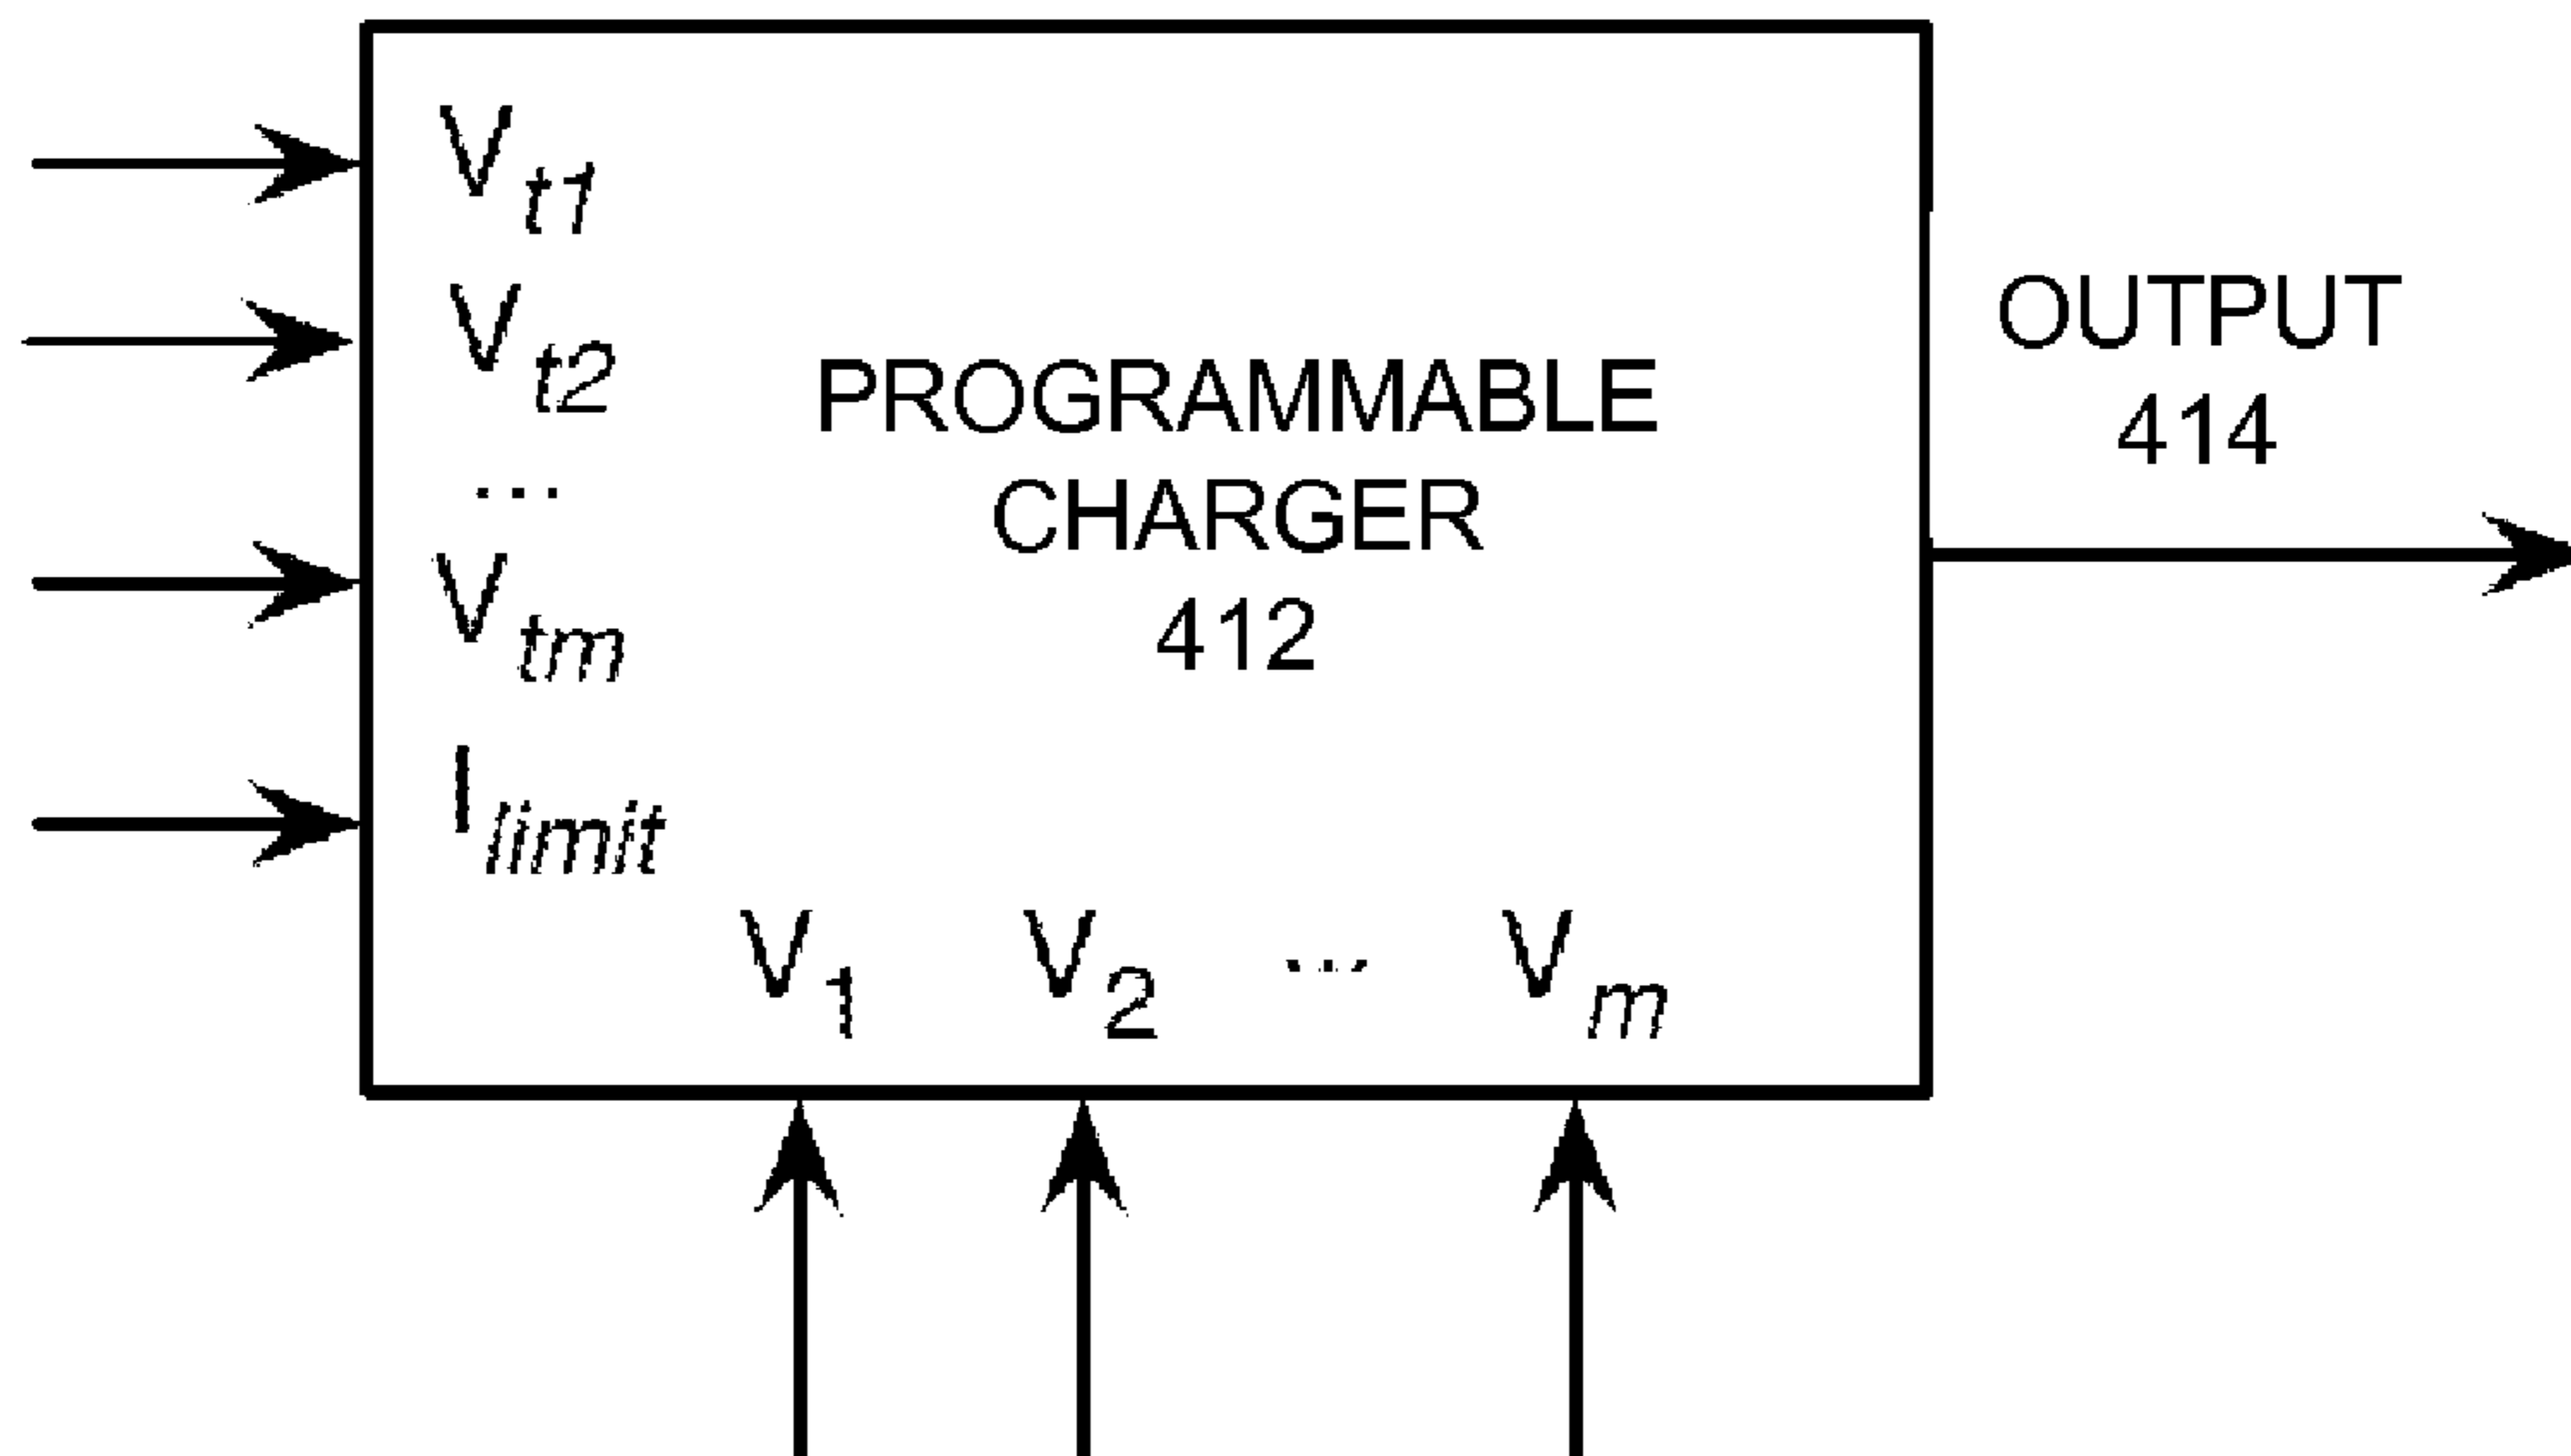 Vt1
Vt2
...
Vtm
Ilimit
PROGRAMMABLE
CHARGER
412
V1 V2 ... Vm
OUTPUT
414